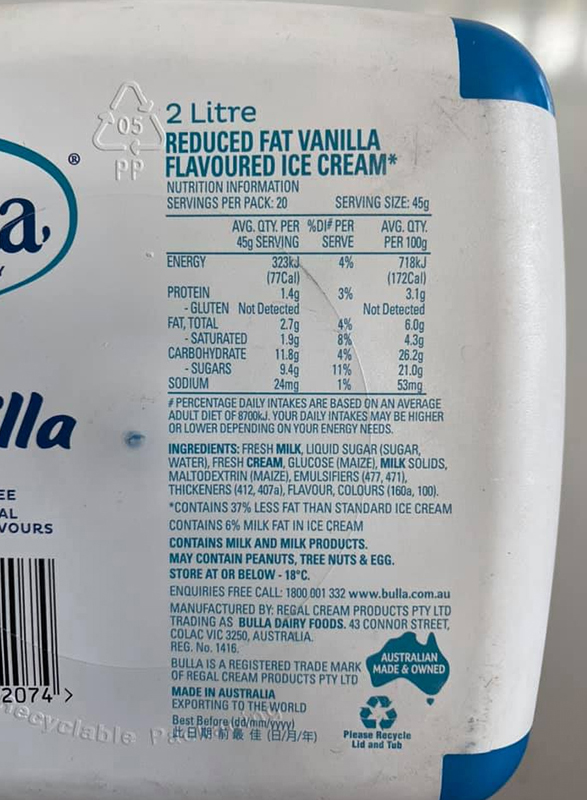 05
PP
®
a
Y
lla
EE
AL
VOURS
2074 >
2 Litre
REDUCED FAT VANILLA
FLAVOURED ICE CREAM*
NUTRITION INFORMATION
SERVINGS PER PACK: 20 SERVING SIZE: 45g
AVG. QTY. PER %DI# PER AVG. QTY.
45g SERVING SERVE PER 100g
ENERGY 323kJ 4% 718kJ
(77Cal) (172Cal)
PROTEIN 1.4g 3% 3.1g
- GLUTEN Not Detected Not Detected
FAT, TOTAL 2.7g 4% 6.0g
- SATURATED 1.9g 8% 4.3g
CARBOHYDRATE 11.8g 4% 26.2g
- SUGARS 9.4g 11% 21.0g
SODIUM 24mg 1% 53mg
# PERCENTAGE DAILY INTAKES ARE BASED ON AN AVERAGE
ADULT DIET OF 8700kJ. YOUR DAILY INTAKES MAY BE HIGHER
OR LOWER DEPENDING ON YOUR ENERGY NEEDS.
INGREDIENTS: FRESH MILK, LIQUID SUGAR (SUGAR,
WATER), FRESH CREAM, GLUCOSE (MAIZE), MILK SOLIDS,
MALTODEXTRIN (MAIZE), EMULSIFIERS (477, 471),
THICKENERS (412, 407a), FLAVOUR, COLOURS (160a, 100).
*CONTAINS 37% LESS FAT THAN STANDARD ICE CREAM
CONTAINS 6% MILK FAT IN ICE CREAM
CONTAINS MILK AND MILK PRODUCTS.
MAY CONTAIN PEANUTS, TREE NUTS & EGG.
STORE AT OR BELOW - 18°C.
ENQUIRIES FREE CALL: 1800 001 332 www.bulla.com.au
MANUFACTURED BY: REGAL CREAM PRODUCTS PTY LTD
TRADING AS BULLA DAIRY FOODS. 43 CONNOR STREET,
COLAC VIC 3250, AUSTRALIA.
REG. No. 1416.
BULLA IS A REGISTERED TRADE MARK
OF REGAL CREAM PRODUCTS PTY LTD
AUSTRALIAN
MADE & OWNED
MADE IN AUSTRALIA
EXPORTING TO THE WORLD
Best Before (dd/mm/yyyy)
此日期前最佳 (日/月/年)
Please Recycle
Lid and Tub
ecyclable